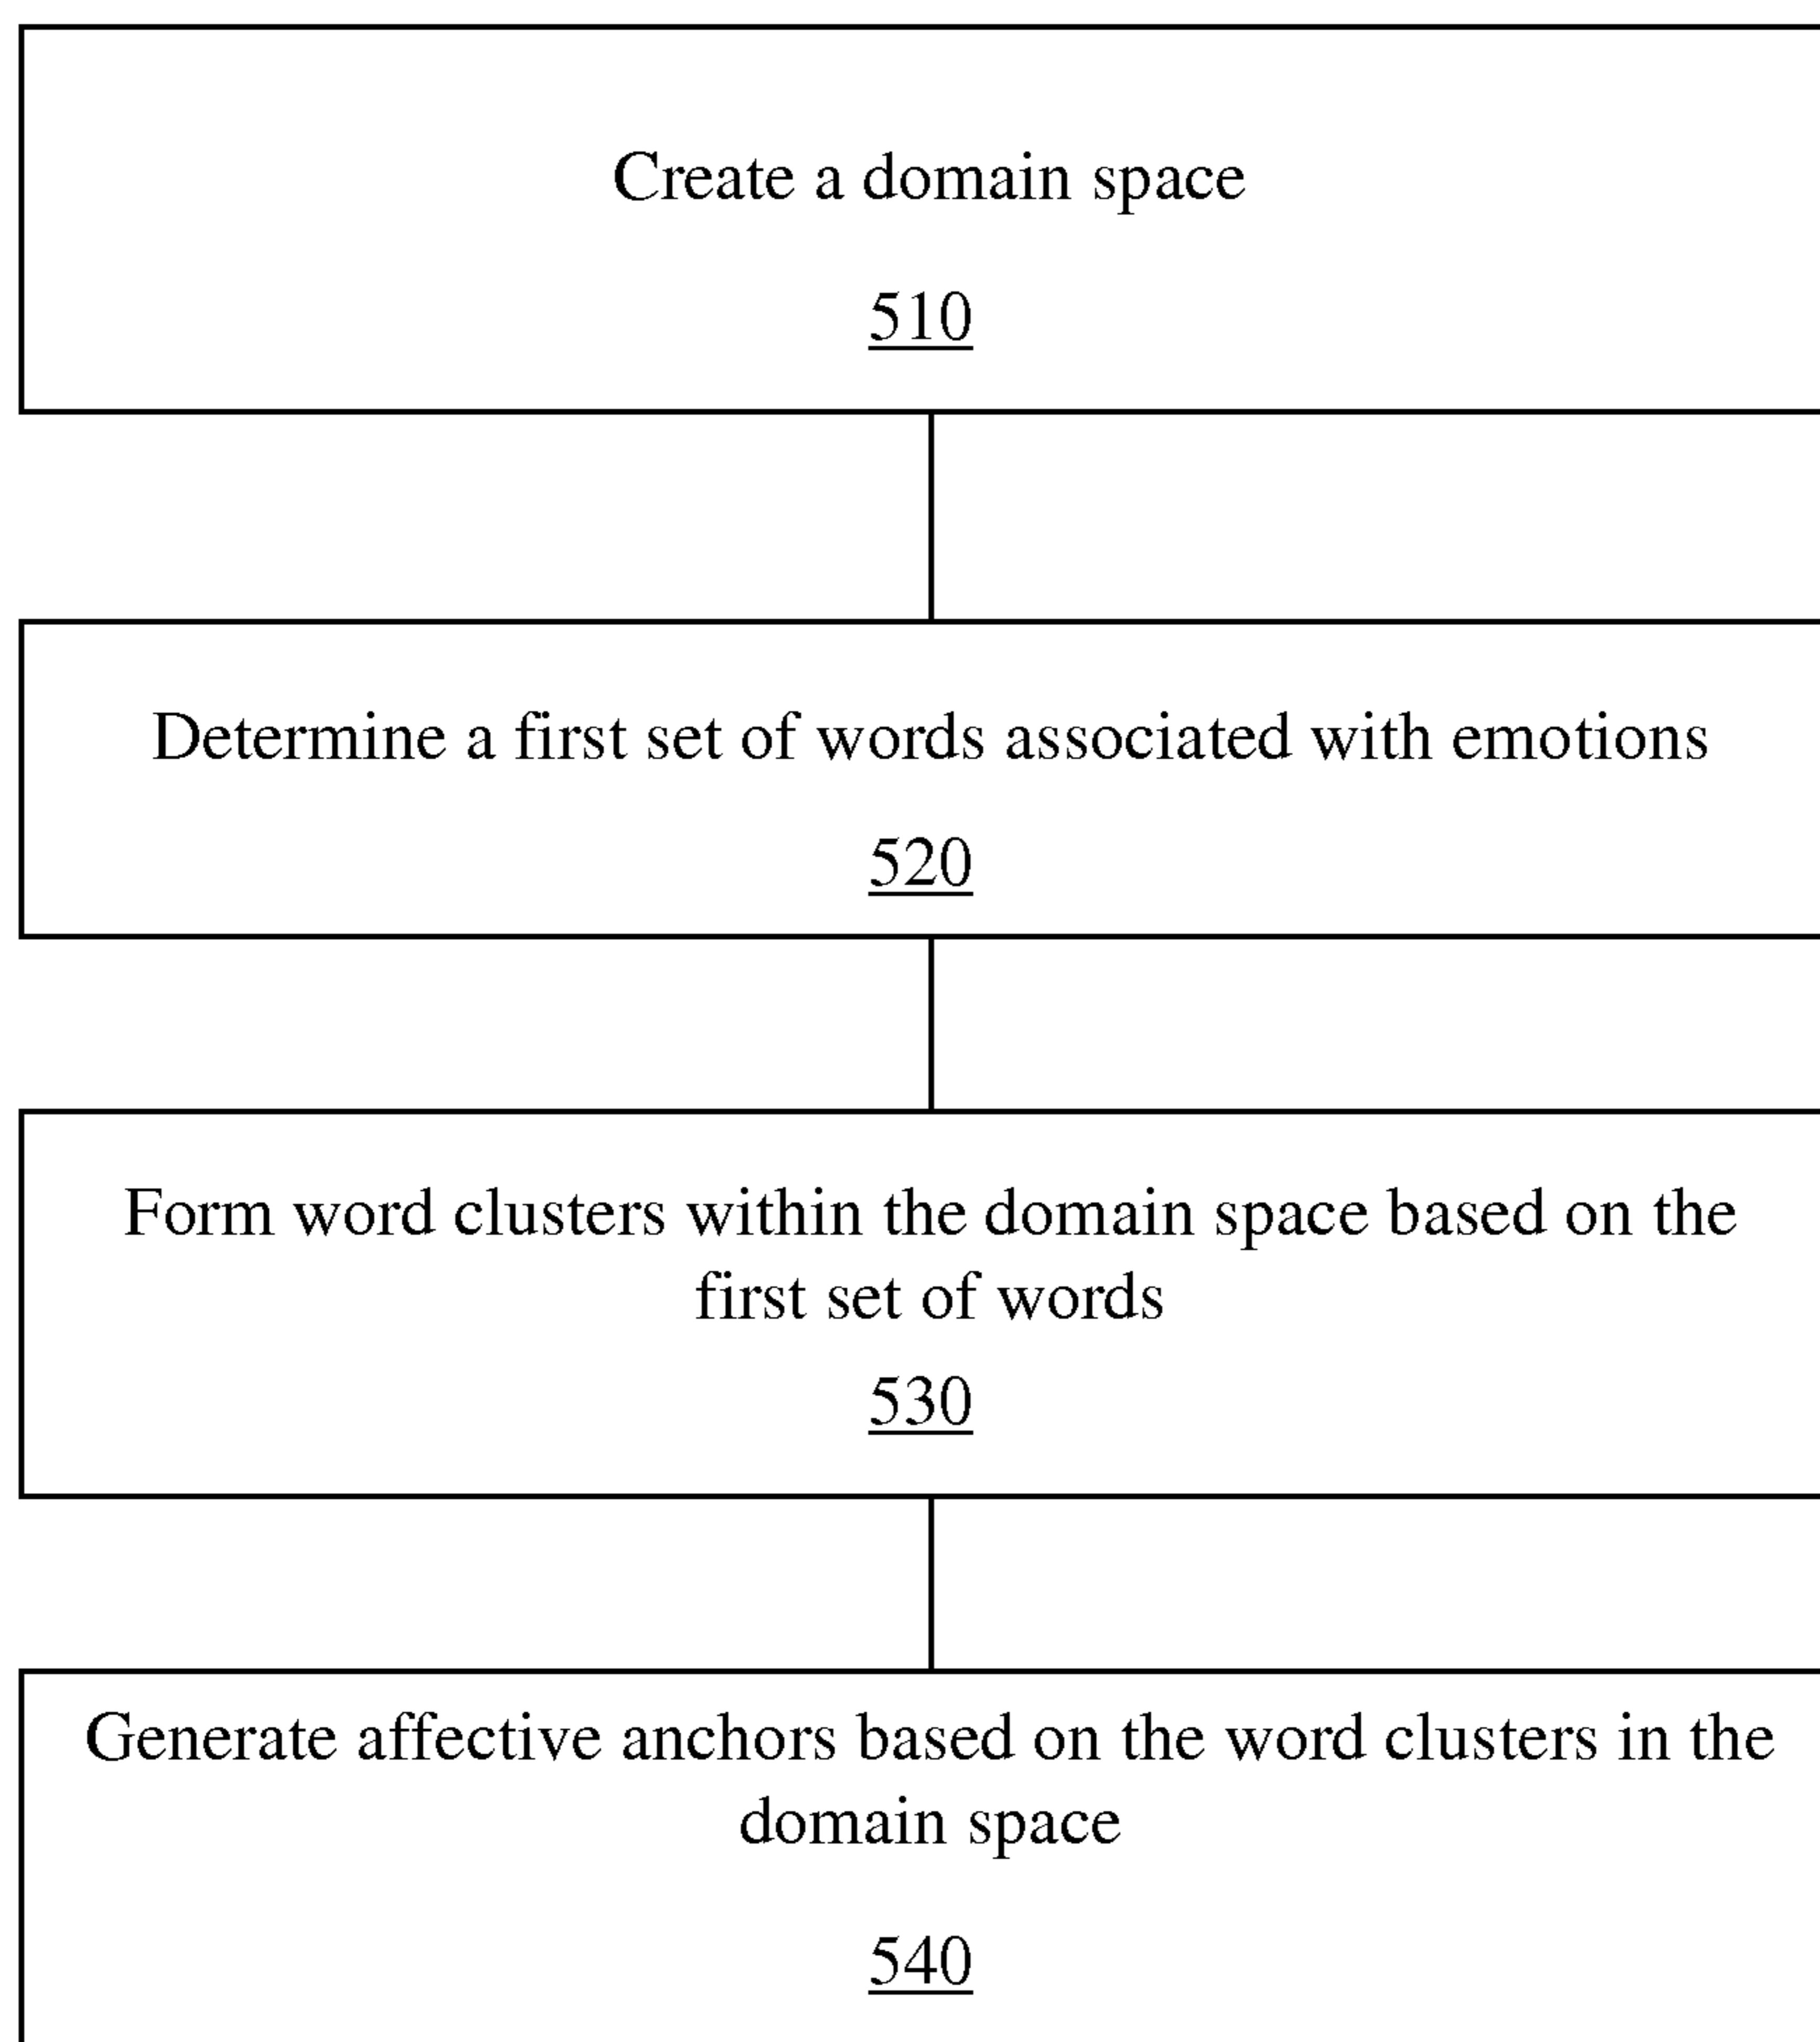 Create a domain space
510
Determine a first set of words associated with emotions
520
Form word clusters within the domain space based on the
first set of words
530
Generate affective anchors based on the word clusters in the
domain space
540